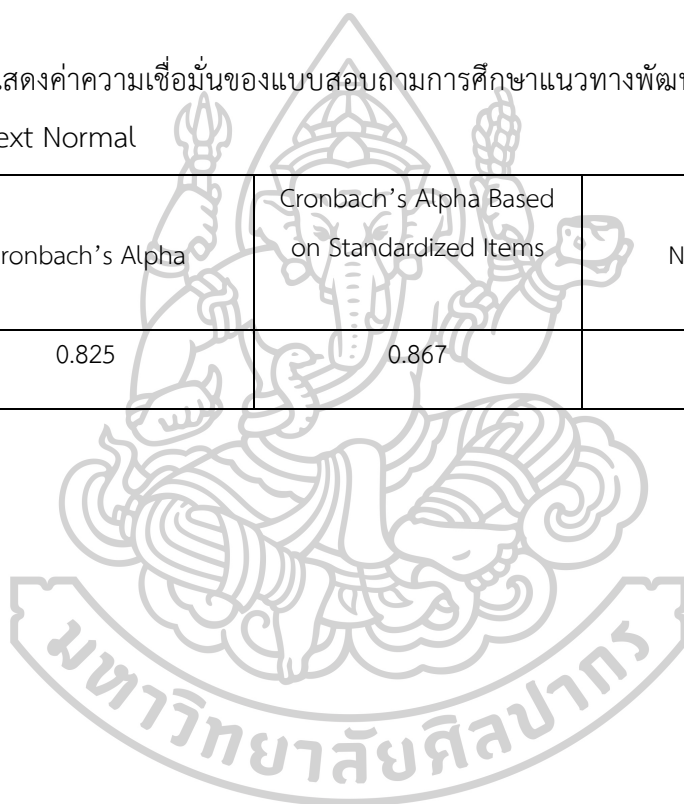 แสดงค่าความเชื่อมั่นของแบบสอบถามการศึกษาแนวทางพัฒ
ext Normal
ronbach's Alpha
Cronbach's Alpha Based
on Standardized Items
N
0.825
0.867
มหาวิทยาลัยศิลปากร